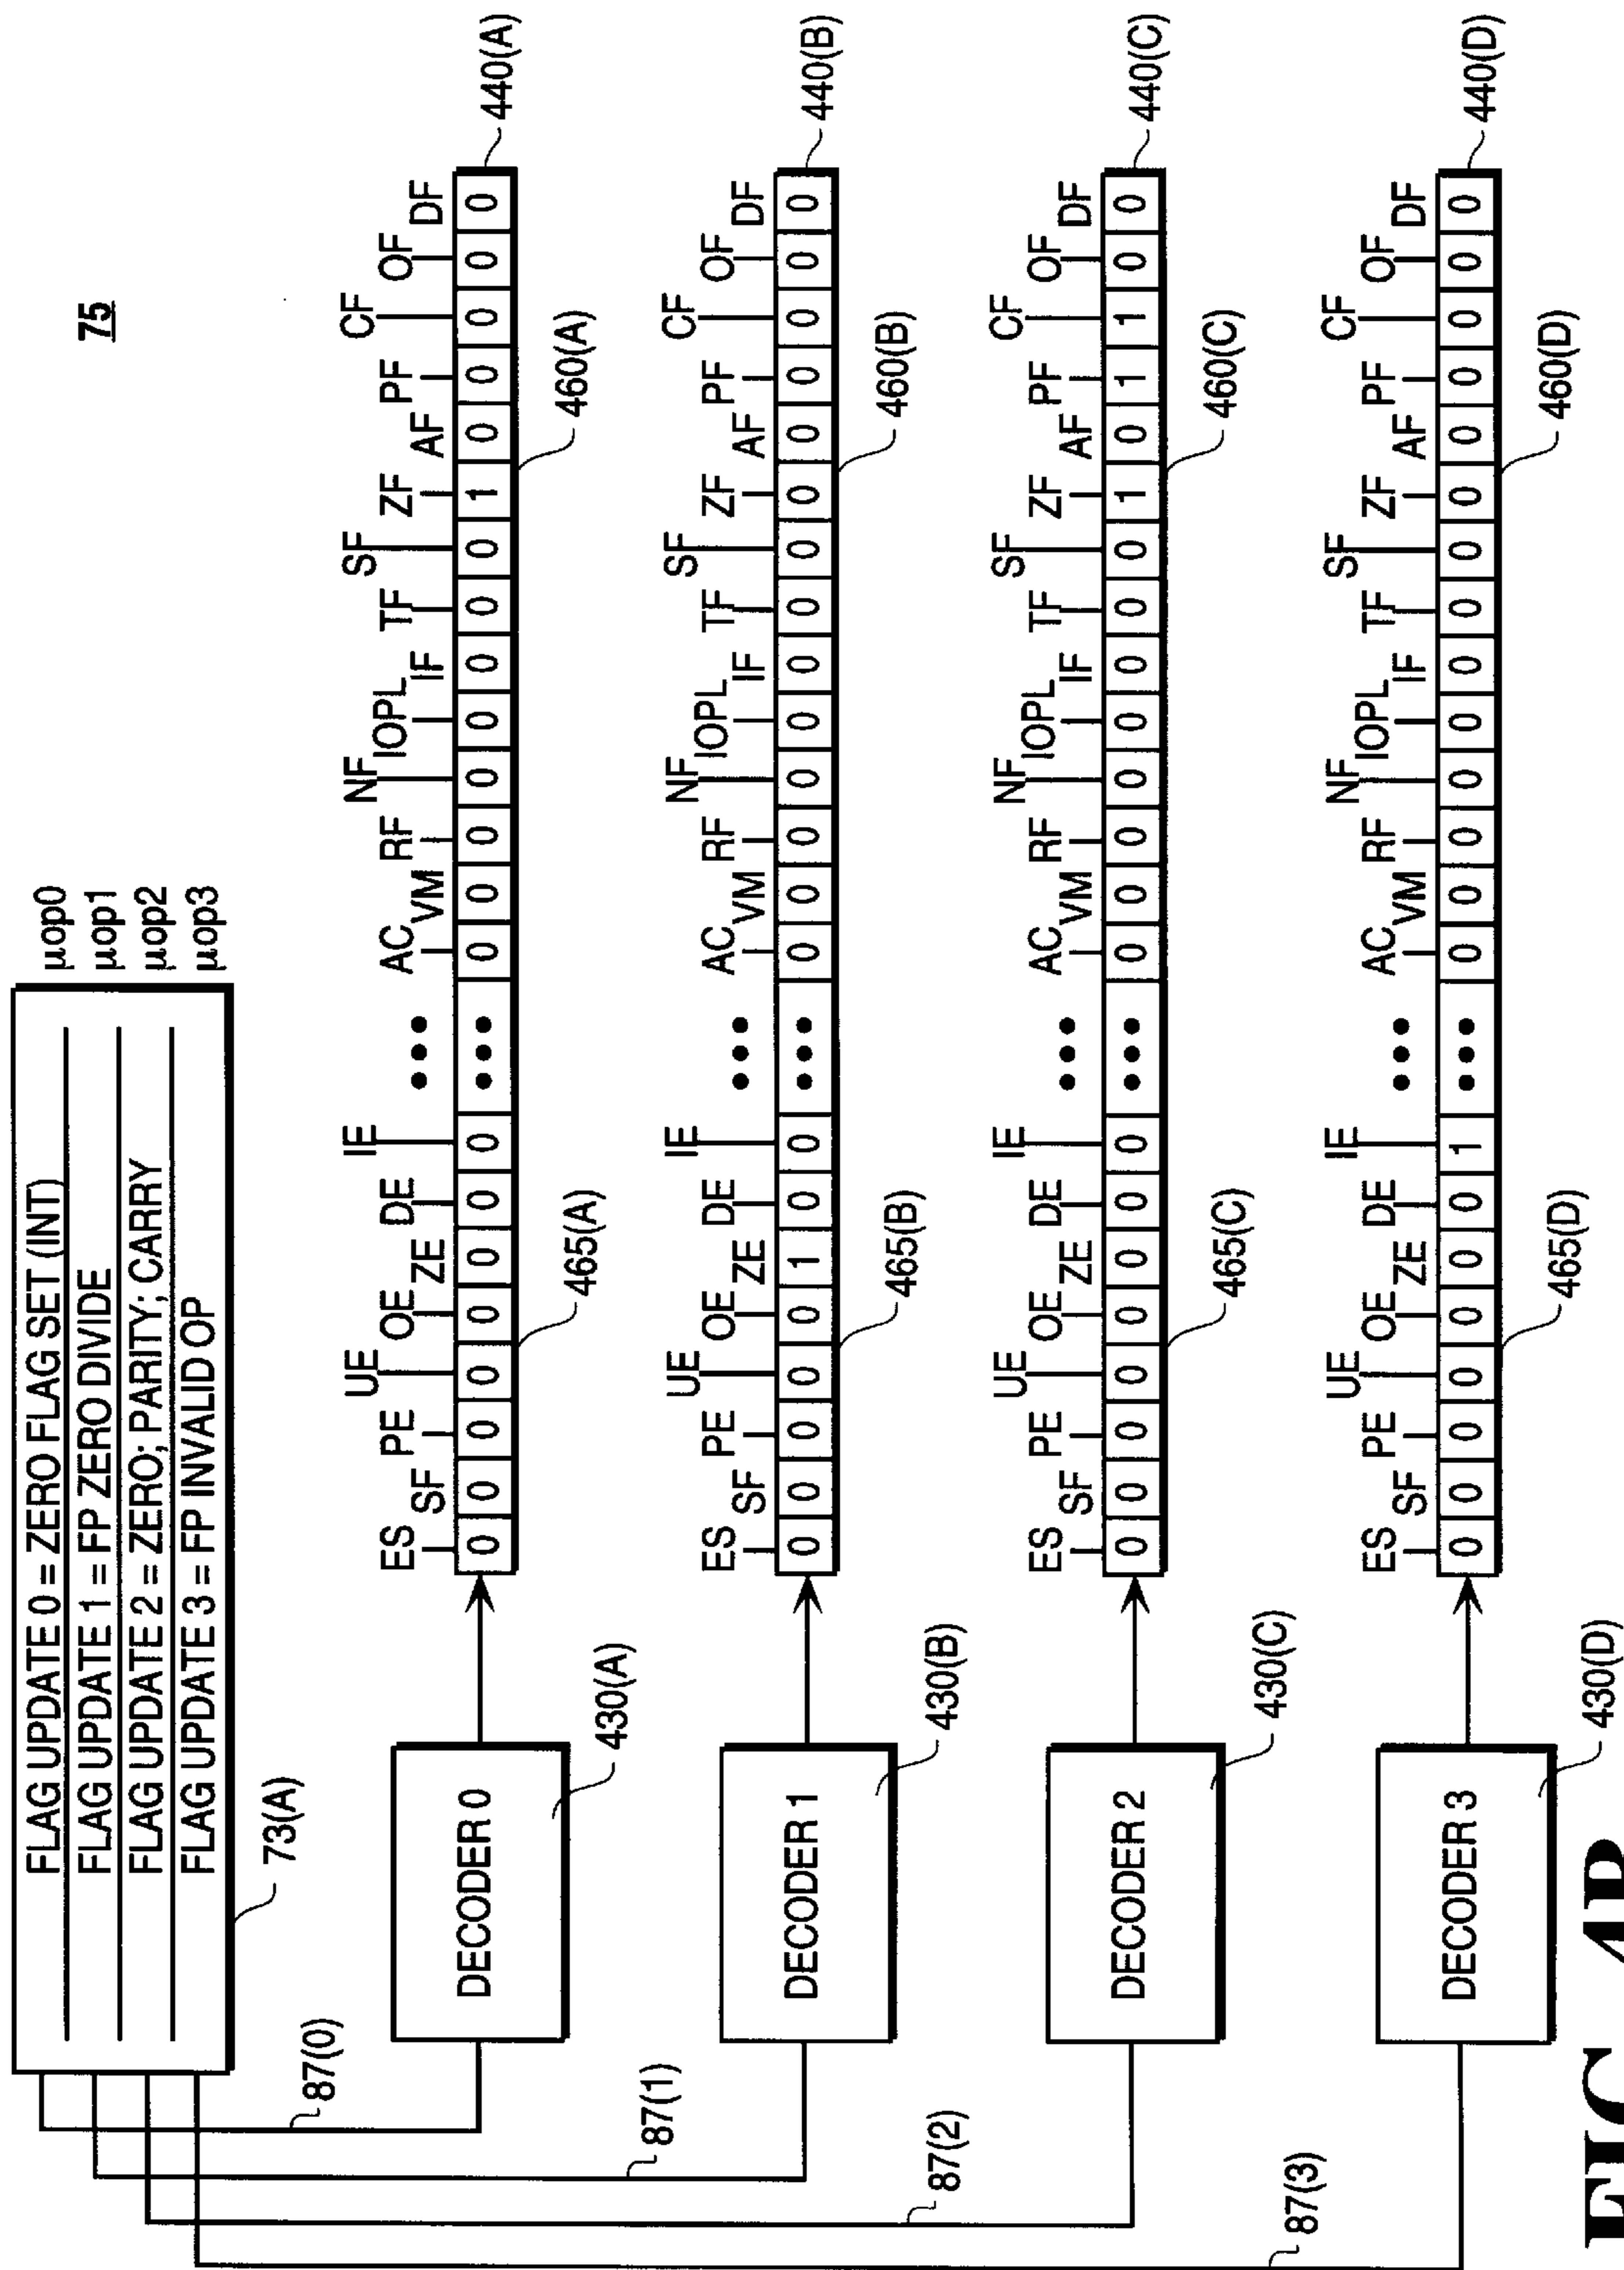 75
FLAG UPDATE 0 = ZERO FLAG SET (INT) μop0
FLAG UPDATE 1 = FP ZERO DIVIDE μop1
FLAG UPDATE 2 = ZERO; PARITY; CARRY μop2
FLAG UPDATE 3 = FP INVALID OP μop3
73(A)
87(0)
87(1)
87(2)
87(3)
DECODER 0
430(A)
ES SF PE UE OE ZE DE IE ••• AC VM RF NF IOPL IF TF SF ZF AF PF CF OF DF
0 0 0 0 0 0 0 0 ••• 0 0 0 0 0 0 0 0 1 0 0 0 0 0
440(A)
465(A)
460(A)
DECODER 1
430(B)
ES SF PE UE OE ZE DE IE ••• AC VM RF NF IOPL IF TF SF ZF AF PF CF OF DF
0 0 0 0 0 1 0 0 ••• 0 0 0 0 0 0 0 0 0 0 0 0 0 0
440(B)
465(B)
460(B)
DECODER 2
430(C)
ES SF PE UE OE ZE DE IE ••• AC VM RF NF IOPL IF TF SF ZF AF PF CF OF DF
0 0 0 0 0 0 0 0 ••• 0 0 0 0 0 0 0 0 1 0 1 1 0 0
440(C)
465(C)
460(C)
DECODER 3
430(D)
ES SF PE UE OE ZE DE IE ••• AC VM RF NF IOPL IF TF SF ZF AF PF CF OF DF
0 0 0 0 0 0 0 1 ••• 0 0 0 0 0 0 0 0 0 0 0 0 0 0
440(D)
465(D)
460(D)